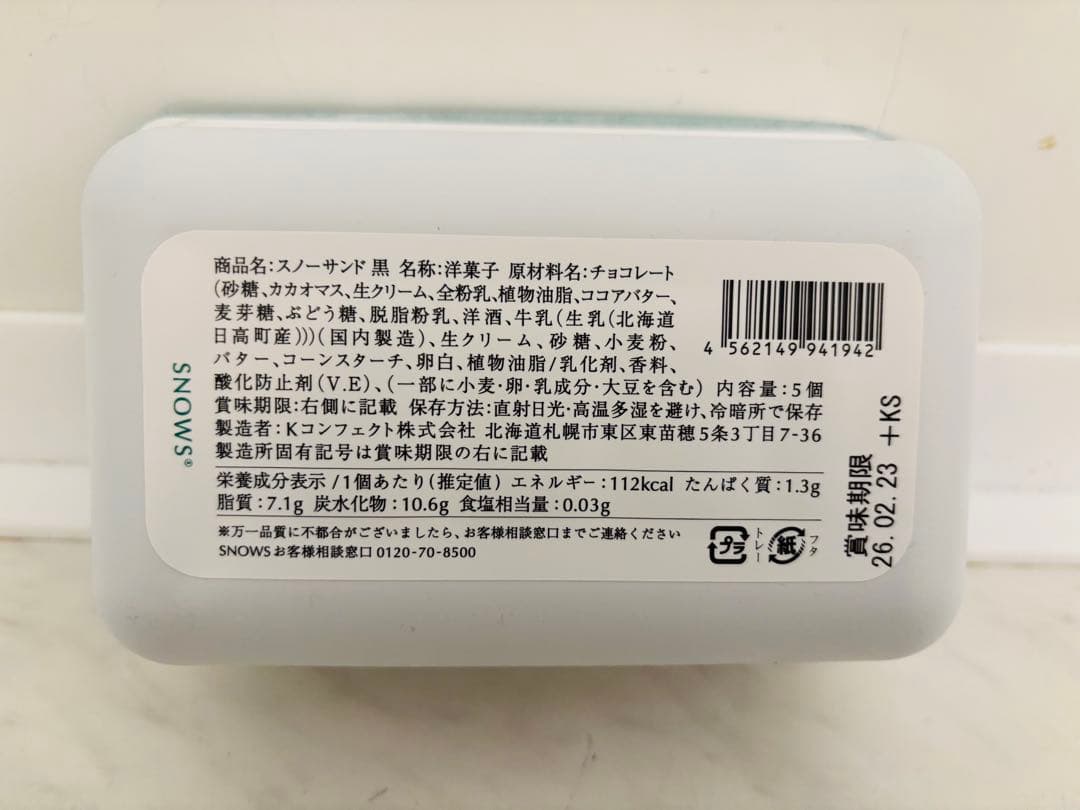 商品名:スノーサンド 黒 名称:洋菓子 原材料名:チョコレート
(砂糖、カカオマス、生クリーム、全粉乳、植物油脂、ココアバター、
麦芽糖、ぶどう糖、脱脂粉乳、洋酒、牛乳(生乳(北海道
日高町産)))(国内製造)、生クリーム、砂糖、小麦粉、
バター、コーンスターチ、卵白、植物油脂/乳化剤、香料、
酸化防止剤(V.E)、(一部に小麦・卵・乳成分・大豆を含む) 内容量:5個
賞味期限:右側に記載 保存方法:直射日光・高温多湿を避け、冷暗所で保存
製造者:Kコンフェクト株式会社 北海道札幌市東区東苗穂5条3丁目7-36
製造所固有記号は賞味期限の右に記載
栄養成分表示/1個あたり(推定値) エネルギー:112kcal たんぱく質:1.3g
脂質:7.1g 炭水化物:10.6g 食塩相当量:0.03g
※万一品質に不都合がございましたら、お客様相談窓口までご連絡ください
SNOWSお客様相談窓口 0120-70-8500
SNOWS®
4 562149 941942
プラ
トレー
紙
フタ
賞味期限
26.02.23 +KS